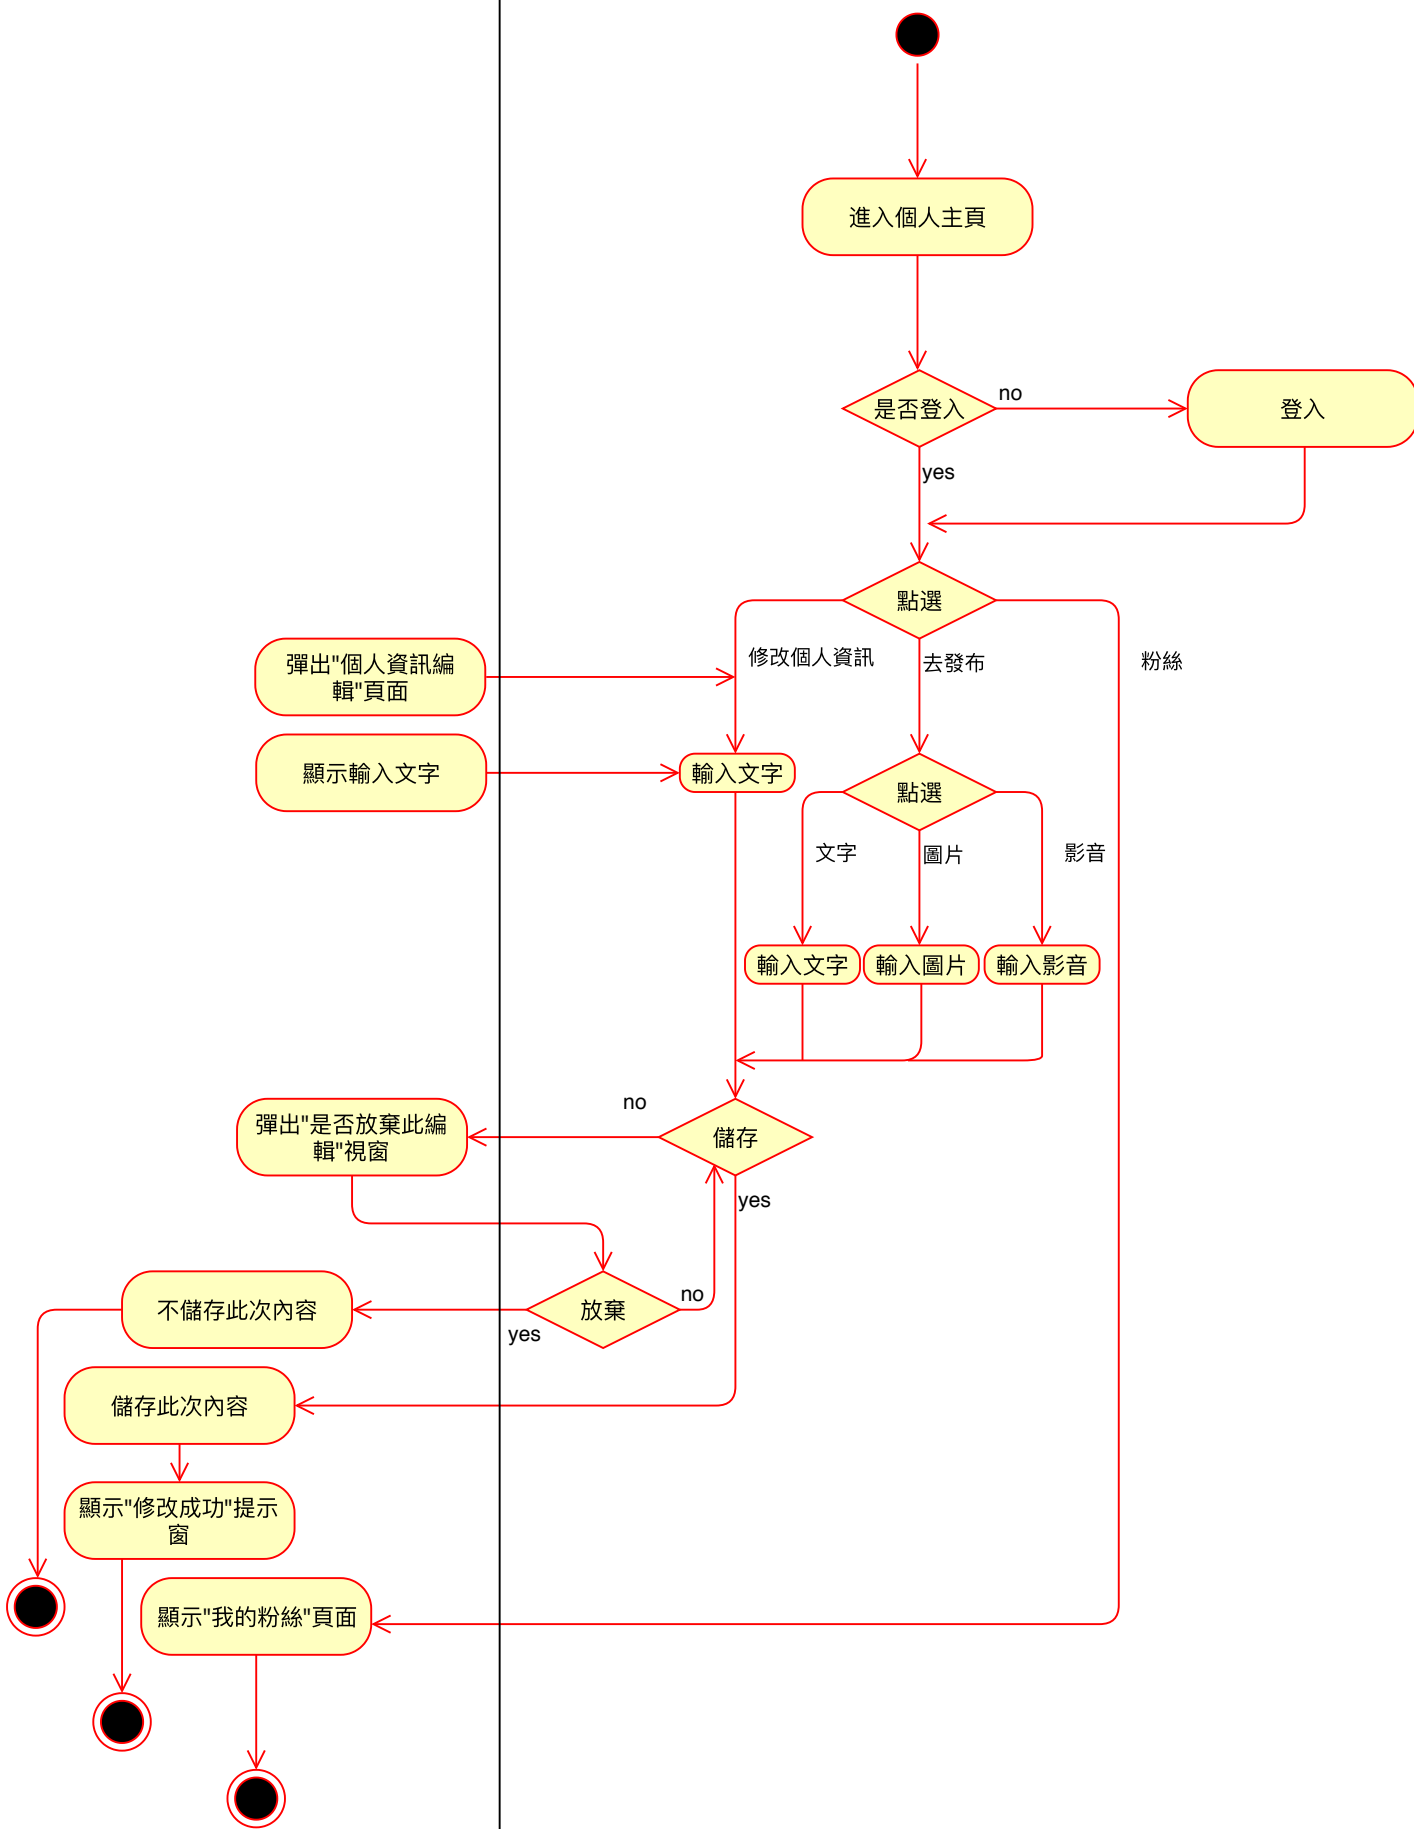 進入個人主頁
是否登入
no
登入
yes
點選
修改個人資訊
去發布
粉絲
彈出"個人資訊編
輯"頁面
顯示輸入文字
輸入文字
點選
文字
圖片
影音
輸入文字
輸入圖片
輸入影音
no
彈出"是否放棄此編
輯"視窗
儲存
yes
不儲存此次內容
放棄
no
yes
儲存此次內容
顯示"修改成功"提示
窗
顯示"我的粉絲"頁面